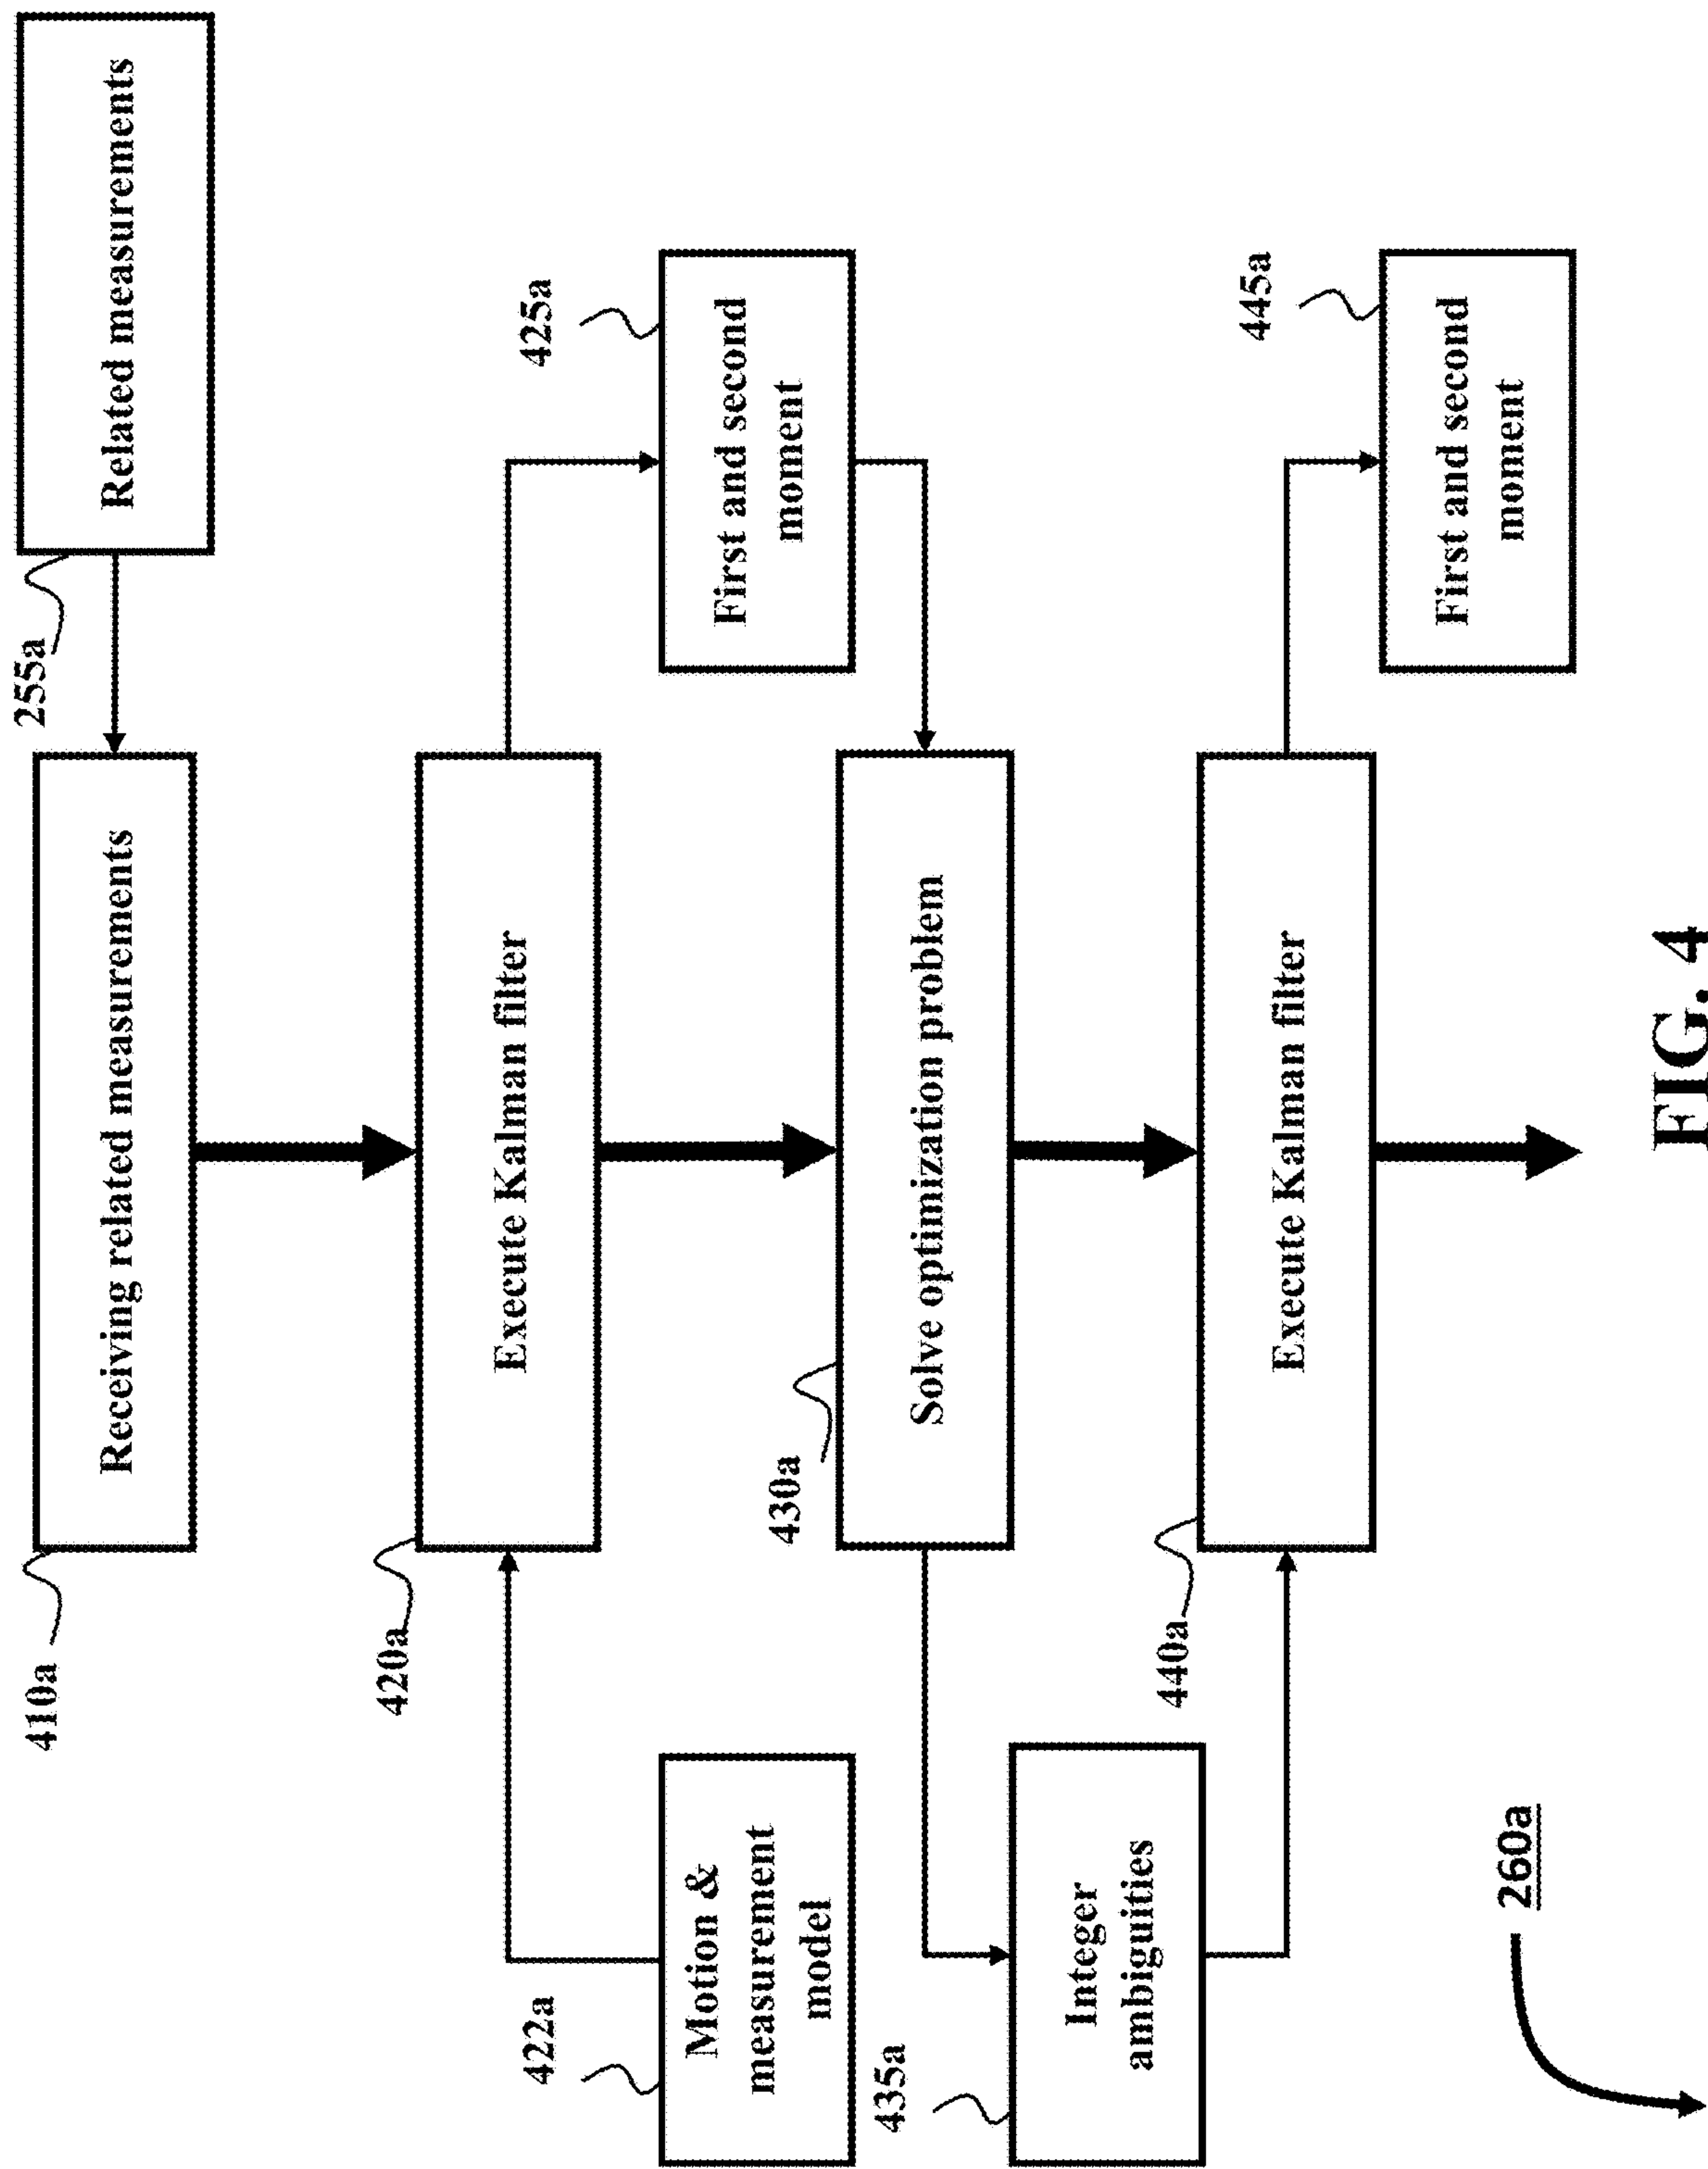 255a
Related measurements
410a
Receiving related measurements
420a
Execute Kalman filter
422a
Motion &
measurement
model
425a
First and second
moment
430a
Solve optimization problem
435a
Integer
ambiguities
440a
Execute Kalman filter
445a
First and second
moment
260a
FIG. 4